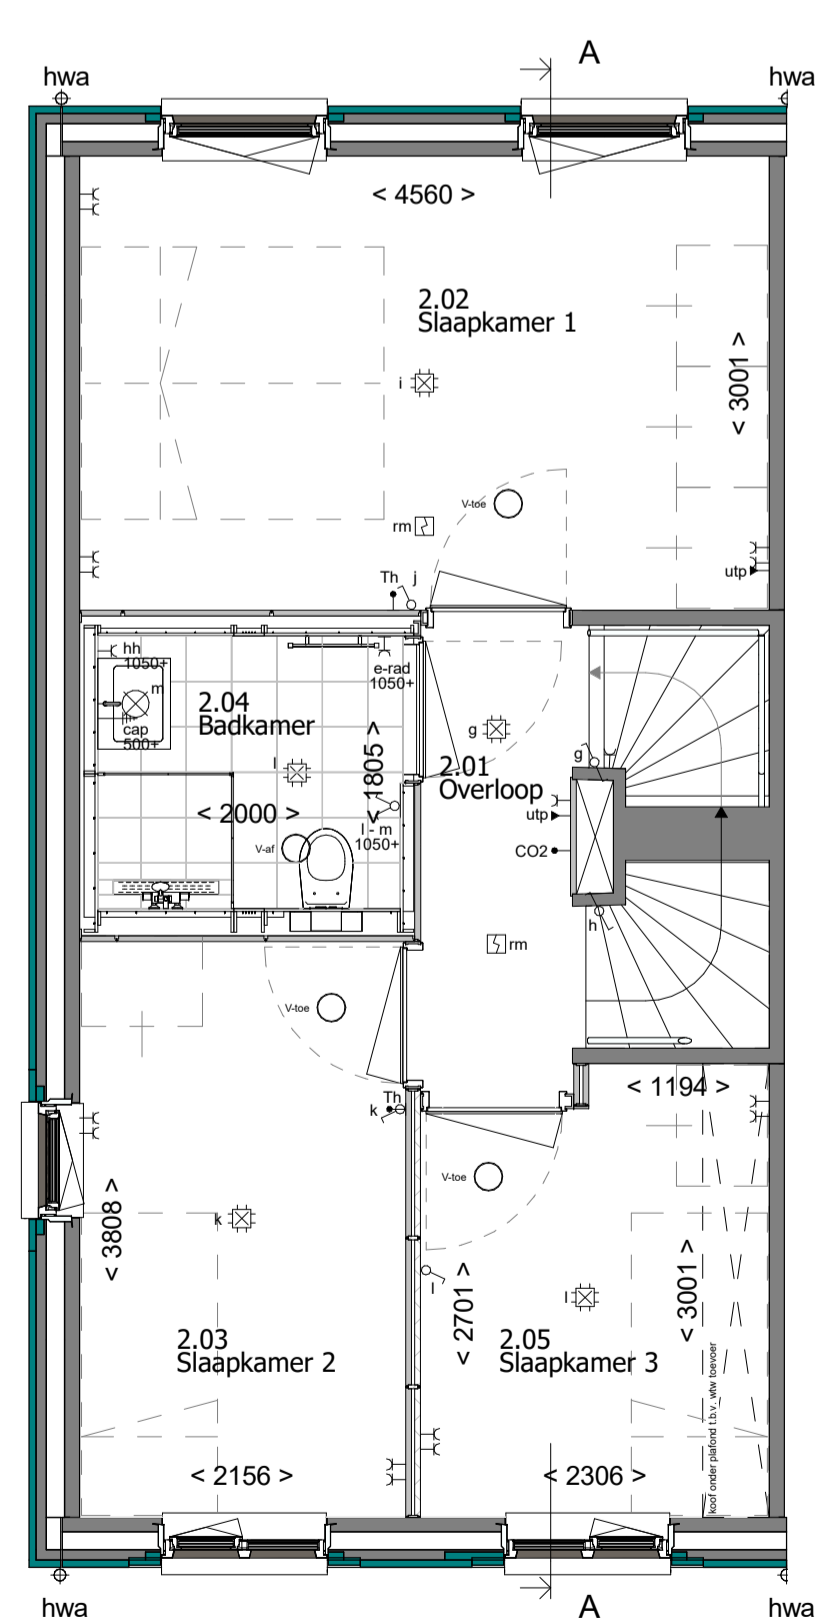 A
hwa
hwa
< 4560 >
2.02
Slaapkamer 1
< 3001 >
i
V-toe
rm
utp
Th j
hh
1050+
m
cap
500+
2.04
Badkamer
e-rad
1050+
l
< 1805 >
< 2000 >
l - m
1050+
V-af
g
2.01
Overloop
g
utp
CO2
h
rm
V-toe
Th
k
< 1194 >
V-toe
k
< 3808 >
l
< 2701 >
l
< 3001 >
2.03
Slaapkamer 2
2.05
Slaapkamer 3
koof onder plafond t.b.v. wtw toevoer
< 2156 >
< 2306 >
hwa
A
hwa